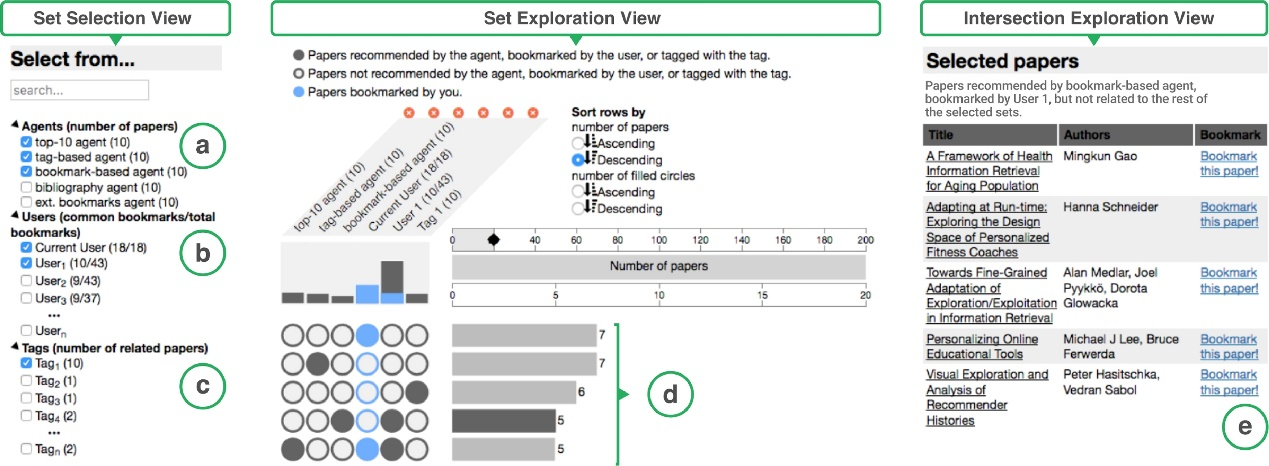 Set Selection View
Select from...
search...
Agents (number of papers)
top-10 agent (10)
tag-based agent (10)
bookmark-based agent (10)
bibliography agent (10)
ext. bookmarks agent (10)
a
Users (common bookmarks/total
bookmarks)
Current User (18/18)
User1 (10/43)
User2 (9/43)
User3 (9/37)
...
Usern
b
Tags (number of related papers)
Tag1 (10)
Tag2 (1)
Tag3 (1)
Tag4 (2)
...
Tagn (2)
c
Set Exploration View
Papers recommended by the agent, bookmarked by the user, or tagged with the tag.
Papers not recommended by the agent, bookmarked by the user, or tagged with the tag.
Papers bookmarked by you.
top-10 agent (10)
tag-based agent (10)
bookmark-based agent (10)
Current User (18/18)
User 1 (10/43)
Tag 1 (10)
Sort rows by
number of papers
Ascending
Descending
number of filled circles
Ascending
Descending
0 20 40 60 80 100 120 140 160 180 200
Number of papers
0 5 10 15 20
7
7
6
5
5
d
Intersection Exploration View
Selected papers
Papers recommended by bookmark-based agent,
bookmarked by User 1, but not related to the rest of
the selected sets.
Title Authors Bookmark
A Framework of Health Mingkun Gao Bookmark
Information Retrieval this paper!
for Aging Population
Adapting at Run-time: Hanna Schneider Bookmark
Exploring the Design this paper!
Space of Personalized
Fitness Coaches
Towards Fine-Grained Alan Medlar, Joel Bookmark
Adaptation of Pyykkö, Dorota this paper!
Exploration/Exploitation Glowacka
in Information Retrieval
Personalizing Online Michael J Lee, Bruce Bookmark
Educational Tools Ferwerda this paper!
Visual Exploration and Peter Hasitschka, Bookmark
Analysis of Vedran Sabol this paper!
Recommender
Histories
e